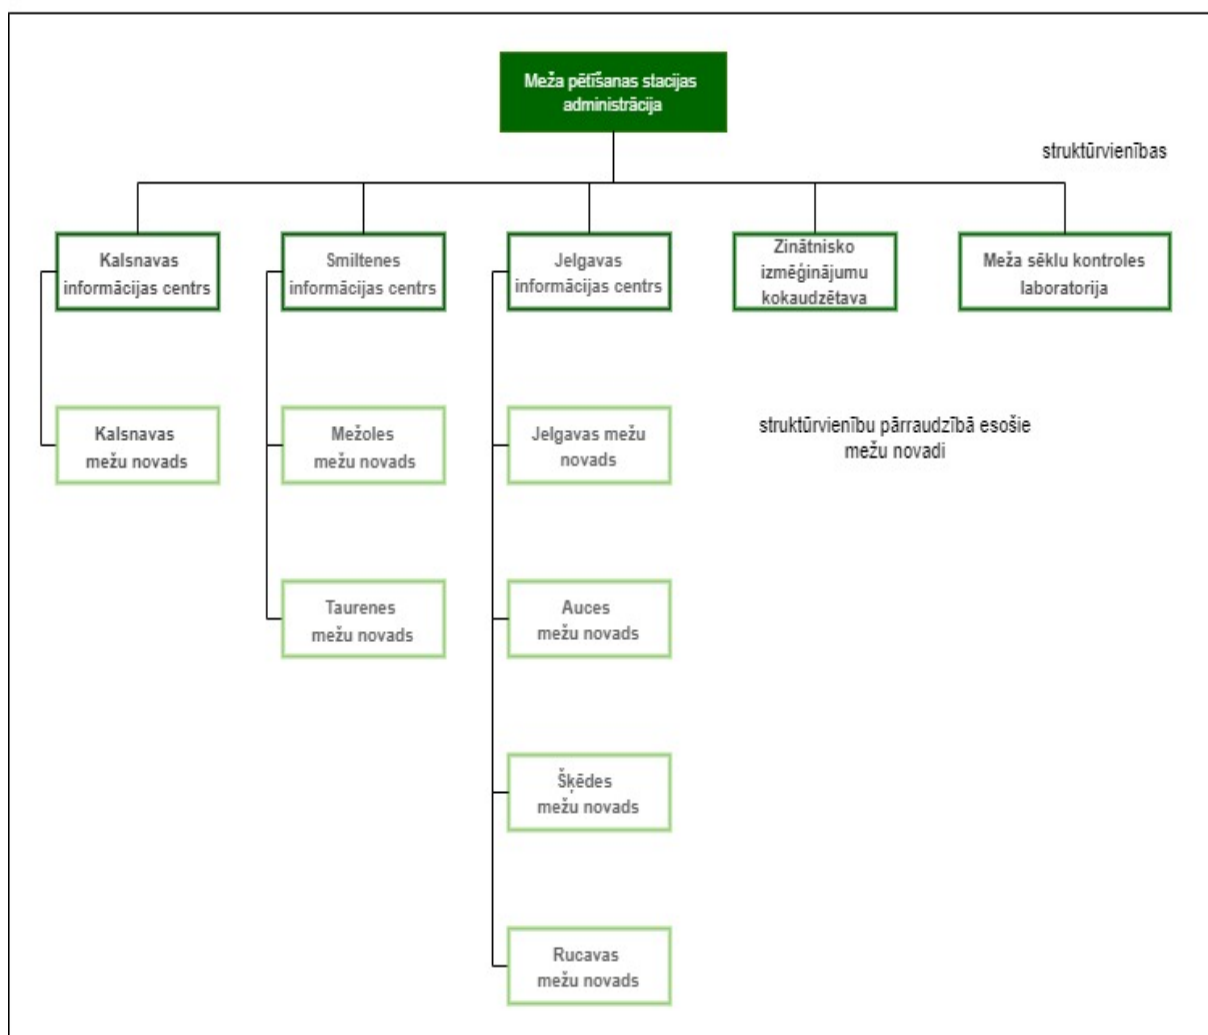 Meža pētīšanas stacijas
administrācija
struktūrvienības
Kalsnavas
informācijas centrs
Smiltenes
informācijas centrs
Jelgavas
informācijas centrs
Zinātnisko
izmēģinājumu
kokaudzētava
Meža sēklu kontroles
laboratorija
Kalsnavas
mežu novads
Mežoles
mežu novads
Jelgavas mežu
novads
struktūrvienību pārraudzībā esošie
mežu novadi
Taurenes
mežu novads
Auces
mežu novads
Šķēdes
mežu novads
Rucavas
mežu novads